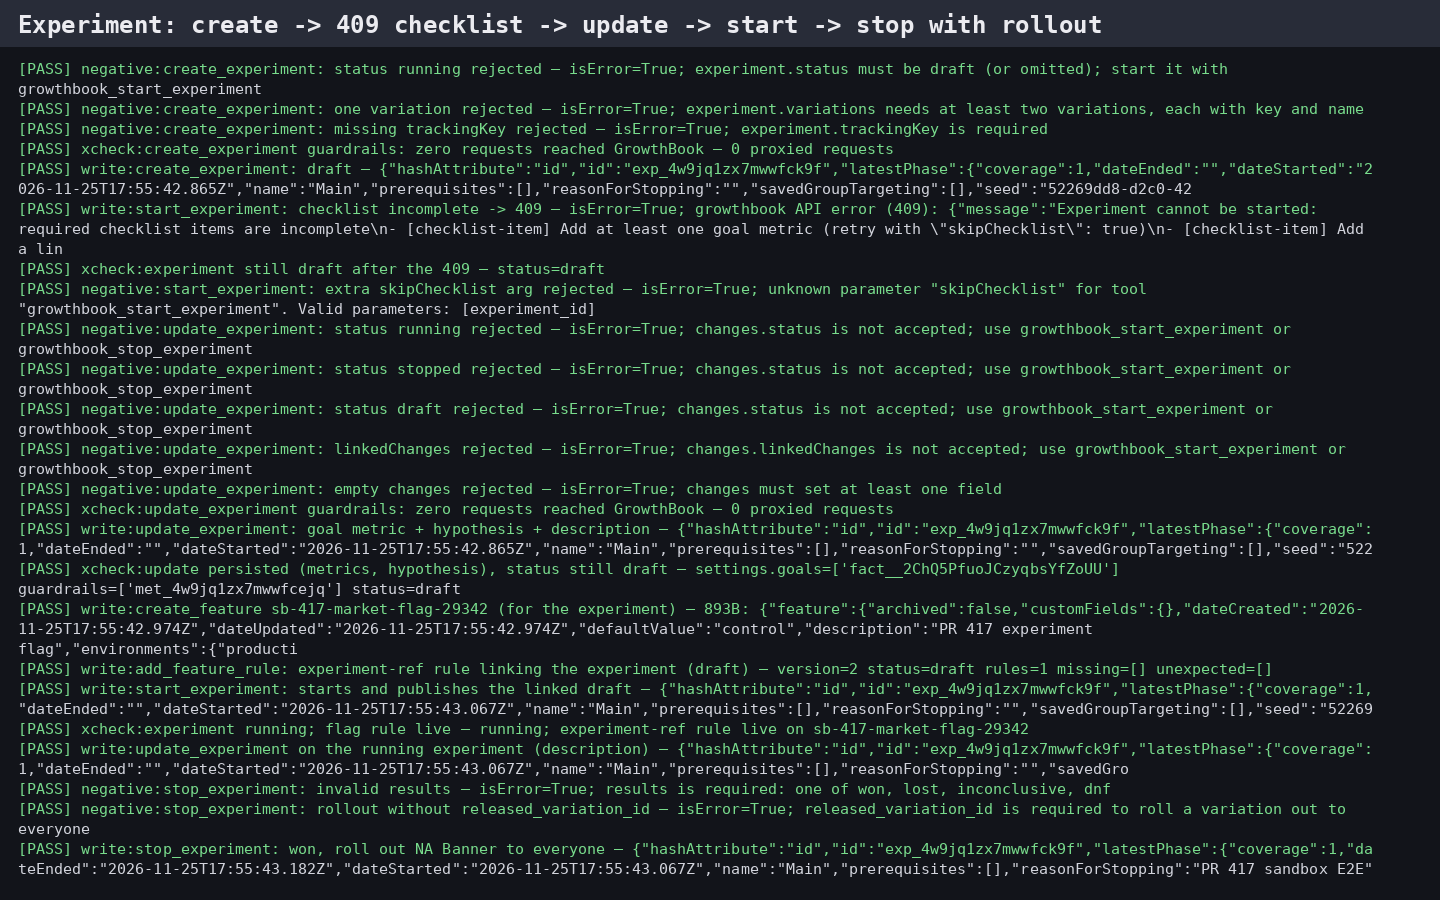 Experiment: create -> 409 checklist -> update -> start -> stop with rollout
[PASS] negative:create_experiment: status running rejected — isError=True; experiment.status must be draft (or omitted); start it with
growthbook_start_experiment
[PASS] negative:create_experiment: one variation rejected — isError=True; experiment.variations needs at least two variations, each with key and name
[PASS] negative:create_experiment: missing trackingKey rejected — isError=True; experiment.trackingKey is required
[PASS] xcheck:create_experiment guardrails: zero requests reached GrowthBook — 0 proxied requests
[PASS] write:create_experiment: draft — {"hashAttribute":"id","id":"exp_4w9jq1zx7mwwfck9f","latestPhase":{"coverage":1,"dateEnded":"","dateStarted":"2
026-11-25T17:55:42.865Z","name":"Main","prerequisites":[],"reasonForStopping":"","savedGroupTargeting":[],"seed":"52269dd8-d2c0-42
[PASS] write:start_experiment: checklist incomplete -> 409 — isError=True; growthbook API error (409): {"message":"Experiment cannot be started:
required checklist items are incomplete\n- [checklist-item] Add at least one goal metric (retry with \"skipChecklist\": true)\n- [checklist-item] Add
a lin
[PASS] xcheck:experiment still draft after the 409 — status=draft
[PASS] negative:start_experiment: extra skipChecklist arg rejected — isError=True; unknown parameter "skipChecklist" for tool
"growthbook_start_experiment". Valid parameters: [experiment_id]
[PASS] negative:update_experiment: status running rejected — isError=True; changes.status is not accepted; use growthbook_start_experiment or
growthbook_stop_experiment
[PASS] negative:update_experiment: status stopped rejected — isError=True; changes.status is not accepted; use growthbook_start_experiment or
growthbook_stop_experiment
[PASS] negative:update_experiment: status draft rejected — isError=True; changes.status is not accepted; use growthbook_start_experiment or
growthbook_stop_experiment
[PASS] negative:update_experiment: linkedChanges rejected — isError=True; changes.linkedChanges is not accepted; use growthbook_start_experiment or
growthbook_stop_experiment
[PASS] negative:update_experiment: empty changes rejected — isError=True; changes must set at least one field
[PASS] xcheck:update_experiment guardrails: zero requests reached GrowthBook — 0 proxied requests
[PASS] write:update_experiment: goal metric + hypothesis + description — {"hashAttribute":"id","id":"exp_4w9jq1zx7mwwfck9f","latestPhase":{"coverage":
1,"dateEnded":"","dateStarted":"2026-11-25T17:55:42.865Z","name":"Main","prerequisites":[],"reasonForStopping":"","savedGroupTargeting":[],"seed":"522
[PASS] xcheck:update persisted (metrics, hypothesis), status still draft — settings.goals=['fact__2ChQ5PfuoJCzyqbsYfZoUU']
guardrails=['met_4w9jq1zx7mwwfcejq'] status=draft
[PASS] write:create_feature sb-417-market-flag-29342 (for the experiment) — 893B: {"feature":{"archived":false,"customFields":{},"dateCreated":"2026-
11-25T17:55:42.974Z","dateUpdated":"2026-11-25T17:55:42.974Z","defaultValue":"control","description":"PR 417 experiment
flag","environments":{"producti
[PASS] write:add_feature_rule: experiment-ref rule linking the experiment (draft) — version=2 status=draft rules=1 missing=[] unexpected=[]
[PASS] write:start_experiment: starts and publishes the linked draft — {"hashAttribute":"id","id":"exp_4w9jq1zx7mwwfck9f","latestPhase":{"coverage":1,
"dateEnded":"","dateStarted":"2026-11-25T17:55:43.067Z","name":"Main","prerequisites":[],"reasonForStopping":"","savedGroupTargeting":[],"seed":"52269
[PASS] xcheck:experiment running; flag rule live — running; experiment-ref rule live on sb-417-market-flag-29342
[PASS] write:update_experiment on the running experiment (description) — {"hashAttribute":"id","id":"exp_4w9jq1zx7mwwfck9f","latestPhase":{"coverage":
1,"dateEnded":"","dateStarted":"2026-11-25T17:55:43.067Z","name":"Main","prerequisites":[],"reasonForStopping":"","savedGro
[PASS] negative:stop_experiment: invalid results — isError=True; results is required: one of won, lost, inconclusive, dnf
[PASS] negative:stop_experiment: rollout without released_variation_id — isError=True; released_variation_id is required to roll a variation out to
everyone
[PASS] write:stop_experiment: won, roll out NA Banner to everyone — {"hashAttribute":"id","id":"exp_4w9jq1zx7mwwfck9f","latestPhase":{"coverage":1,"da
teEnded":"2026-11-25T17:55:43.182Z","dateStarted":"2026-11-25T17:55:43.067Z","name":"Main","prerequisites":[],"reasonForStopping":"PR 417 sandbox E2E"